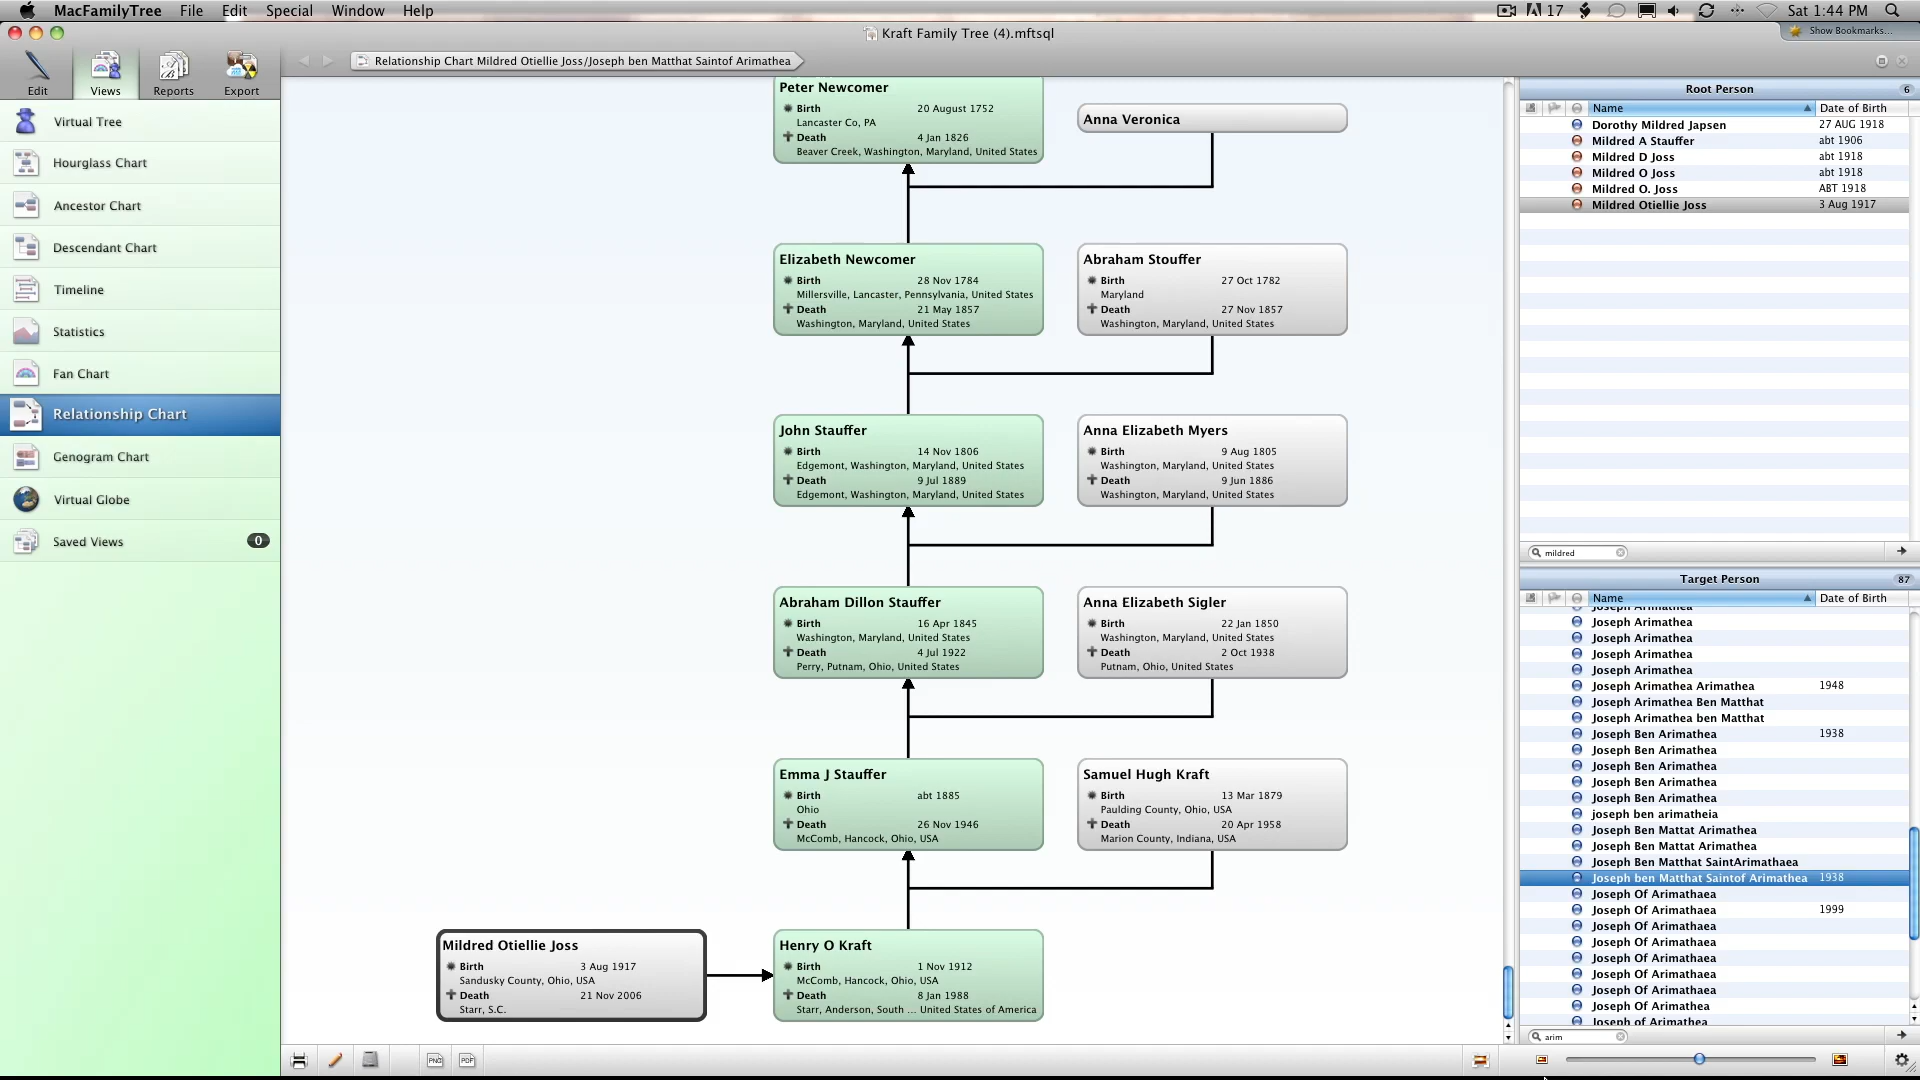 MacFamilyTree File Edit Special Window Help
17 Sat 1:44 PM
Kraft Family Tree (4).mftsql
Show Bookmarks...
Edit Views Reports Export
Relationship Chart Mildred Otiellie Joss/Joseph ben Matthat Saintof Arimathea
Virtual Tree
Hourglass Chart
Ancestor Chart
Descendant Chart
Timeline
Statistics
Fan Chart
Relationship Chart
Genogram Chart
Virtual Globe
Saved Views 0
Peter Newcomer
Birth 20 August 1752
Lancaster Co, PA
Death 4 Jan 1826
Beaver Creek, Washington, Maryland, United States
Anna Veronica
Elizabeth Newcomer
Birth 28 Nov 1784
Millersville, Lancaster, Pennsylvania, United States
Death 21 May 1857
Washington, Maryland, United States
Abraham Stouffer
Birth 27 Oct 1782
Maryland
Death 27 Nov 1857
Washington, Maryland, United States
John Stauffer
Birth 14 Nov 1806
Edgemont, Washington, Maryland, United States
Death 9 Jul 1889
Edgemont, Washington, Maryland, United States
Anna Elizabeth Myers
Birth 9 Aug 1805
Washington, Maryland, United States
Death 9 Jun 1886
Washington, Maryland, United States
Abraham Dillon Stauffer
Birth 16 Apr 1845
Washington, Maryland, United States
Death 4 Jul 1922
Perry, Putnam, Ohio, United States
Anna Elizabeth Sigler
Birth 22 Jan 1850
Washington, Maryland, United States
Death 2 Oct 1938
Putnam, Ohio, United States
Emma J Stauffer
Birth abt 1885
Ohio
Death 26 Nov 1946
McComb, Hancock, Ohio, USA
Samuel Hugh Kraft
Birth 13 Mar 1879
Paulding County, Ohio, USA
Death 20 Apr 1958
Marion County, Indiana, USA
Mildred Otiellie Joss
Birth 3 Aug 1917
Sandusky County, Ohio, USA
Death 21 Nov 2006
Starr, S.C.
Henry O Kraft
Birth 1 Nov 1912
McComb, Hancock, Ohio, USA
Death 8 Jan 1988
Starr, Anderson, South ... United States of America
PNG PDF
Root Person 6
Name Date of Birth
Dorothy Mildred Japsen 27 AUG 1918
Mildred A Stauffer abt 1906
Mildred D Joss abt 1918
Mildred O Joss abt 1918
Mildred O. Joss ABT 1918
Mildred Otiellie Joss 3 Aug 1917
mildred
Target Person 87
Name Date of Birth
Joseph Arimathea
Joseph Arimathea
Joseph Arimathea
Joseph Arimathea
Joseph Arimathea
Joseph Arimathea Arimathea 1948
Joseph Arimathea Ben Matthat
Joseph Arimathea ben Matthat
Joseph Ben Arimathea 1938
Joseph Ben Arimathea
Joseph Ben Arimathea
Joseph Ben Arimathea
Joseph Ben Arimathea
joseph ben arimatheia
Joseph Ben Mattat Arimathea
Joseph Ben Mattat Arimathea
Joseph Ben Matthat SaintArimathaea
Joseph ben Matthat Saintof Arimathea 1938
Joseph Of Arimathaea
Joseph Of Arimathaea 1999
Joseph Of Arimathaea
Joseph Of Arimathaea
Joseph Of Arimathaea
Joseph Of Arimathaea
Joseph Of Arimathaea
Joseph Of Arimathea
Joseph of Arimathea
arim